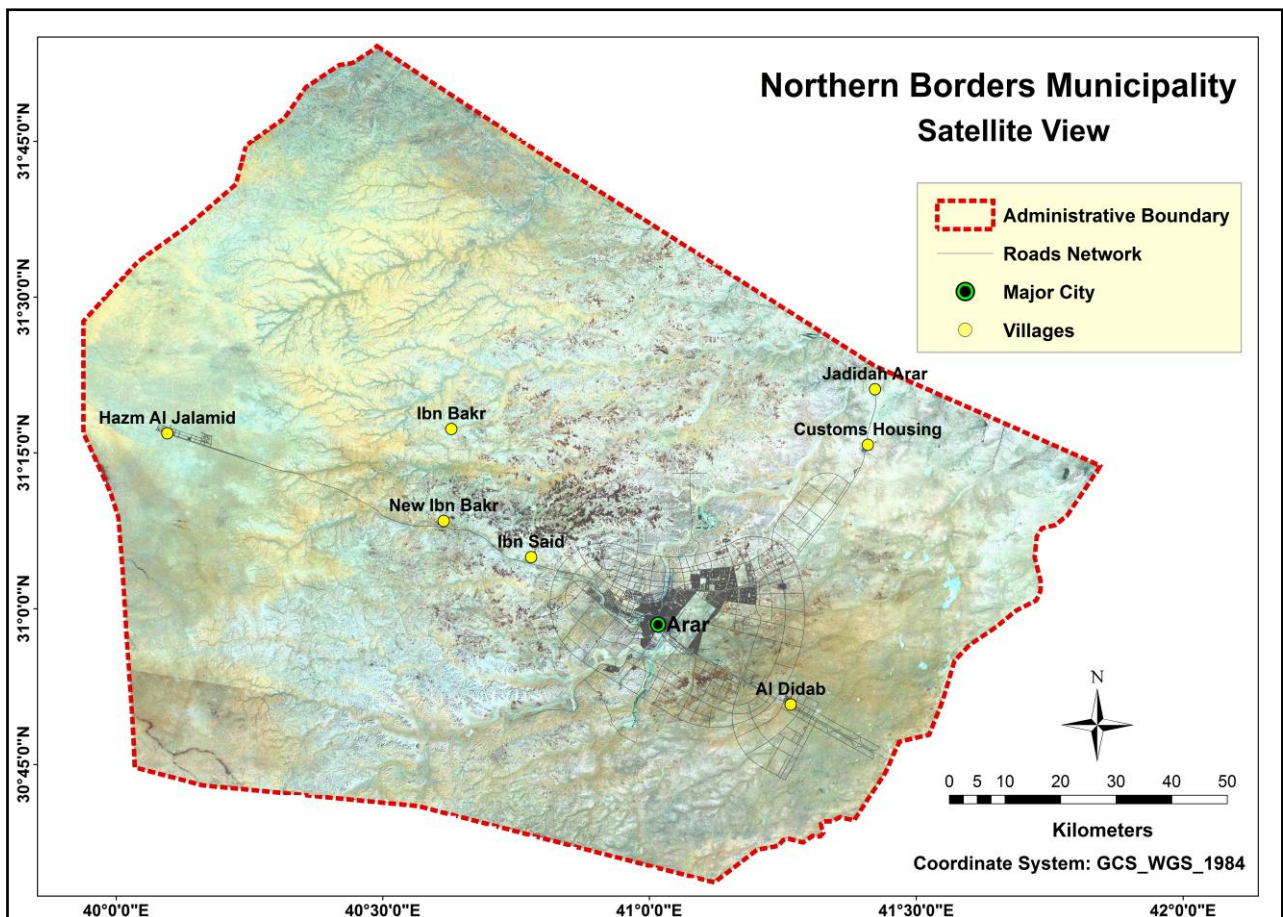 Northern Borders Municipality
Satellite View
Administrative Boundary
Roads Network
Major City
Villages
Jadidah Arar
Hazm Al Jalamid
Ibn Bakr
Customs Housing
New Ibn Bakr
Ibn Said
Arar
Al Didab
N
0 5 10 20 30 40 50
Kilometers
Coordinate System: GCS_WGS_1984
31°45'0"N
31°30'0"N
31°15'0"N
31°0'0"N
30°45'0"N
40°0'0"E 40°30'0"E 41°0'0"E 41°30'0"E 42°0'0"E